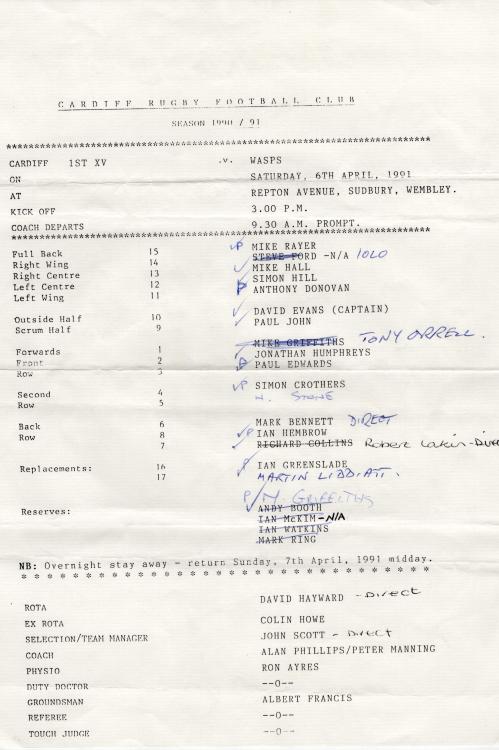 CARDIFF RUGBY FOOTBALL CLUB
SEASON 1990 / 91
*****
CARDIFF 1ST XV .v. WASPS
ON SATURDAY, 6TH APRIL, 1991
AT REPTON AVENUE, SUDBURY, WEMBLEY.
KICK OFF 3.00 P.M.
COACH DEPARTS 9.30 A.M. PROMPT.
*****
Full Back 15 P MIKE RAYER
Right Wing 14 STEVE FORD -N/A IOLO
Right Centre 13 MIKE HALL
Left Centre 12 SIMON HILL
Left Wing 11 P ANTHONY DONOVAN
Outside Half 10 DAVID EVANS (CAPTAIN)
Scrum Half 9 PAUL JOHN
Forwards 1 MIKE GRIFFITHS TONY ORRELL.
Front 2 JONATHAN HUMPHREYS
Row 3 PAUL EDWARDS
Second 4 P SIMON CROTHERS
Row 5 W. STONE
Back 6 MARK BENNETT DIRECT
Row 8 P IAN HEMBROW
7 RICHARD COLLINS Robert Lakin-
Replacements: 16 P IAN GREENSLADE
17 MARTIN LIDDIATT.
P/ M. GRIFFITHS
Reserves: ANDY BOOTH
IAN McKIM-N/A
IAN WATKINS
MARK RING
NB: Overnight stay away - return Sunday, 7th April, 1991 midday.
* * * * *
ROTA DAVID HAYWARD - DIRECT
EX ROTA COLIN HOWE
SELECTION/TEAM MANAGER JOHN SCOTT - DIRECT
COACH ALAN PHILLIPS/PETER MANNING
PHYSIO RON AYRES
DUTY DOCTOR --0--
GROUNDSMAN ALBERT FRANCIS
REFEREE --0--
TOUCH JUDGE --0--